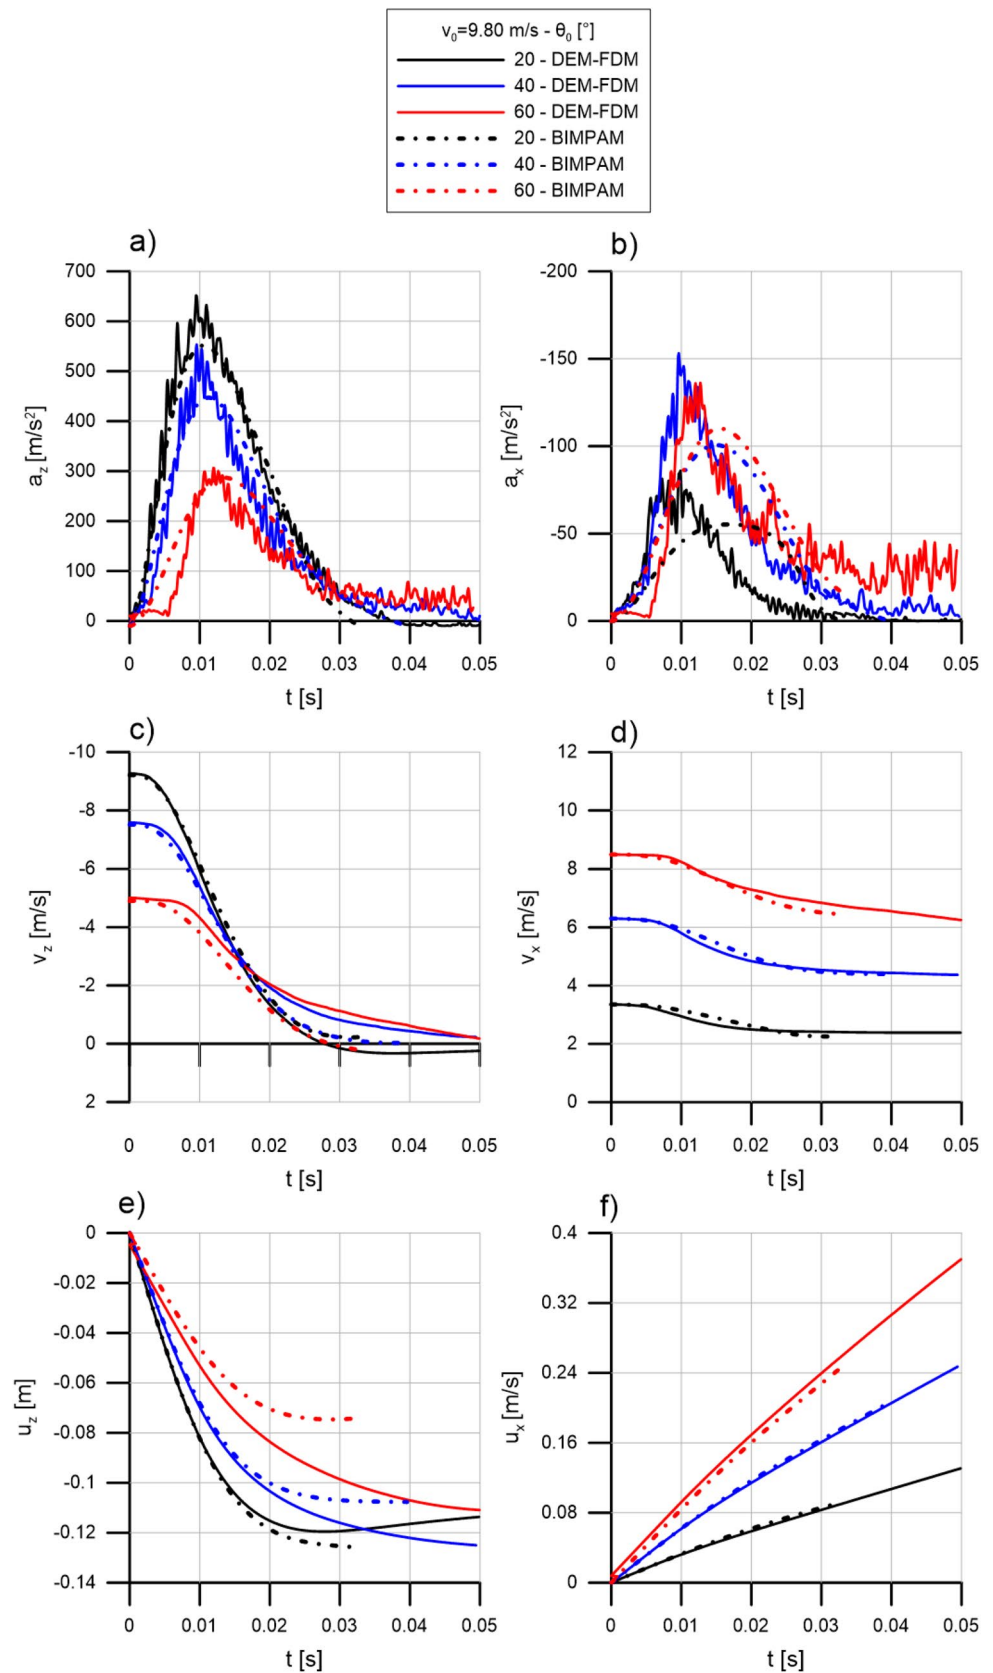 v0=9.80 m/s - θ0 [°]
20 - DEM-FDM
40 - DEM-FDM
60 - DEM-FDM
20 - BIMPAM
40 - BIMPAM
60 - BIMPAM
a)
700
600
500
400
300
200
100
0
az [m/s²]
0 0.01 0.02 0.03 0.04 0.05
t [s]
b)
-200
-150
-100
-50
0
ax [m/s²]
0 0.01 0.02 0.03 0.04 0.05
t [s]
c)
-10
-8
-6
-4
-2
0
2
vz [m/s]
0 0.01 0.02 0.03 0.04 0.05
t [s]
d)
12
10
8
6
4
2
0
vx [m/s]
0 0.01 0.02 0.03 0.04 0.05
t [s]
e)
0
-0.02
-0.04
-0.06
-0.08
-0.1
-0.12
-0.14
uz [m]
0 0.01 0.02 0.03 0.04 0.05
t [s]
f)
0.4
0.32
0.24
0.16
0.08
0
ux [m/s]
0 0.01 0.02 0.03 0.04 0.05
t [s]